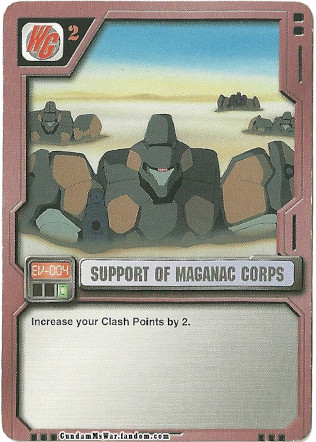 WG 2
EV-004
SUPPORT OF MAGANAC CORPS
Increase your Clash Points by 2.
GundamMsWar.fandom.com